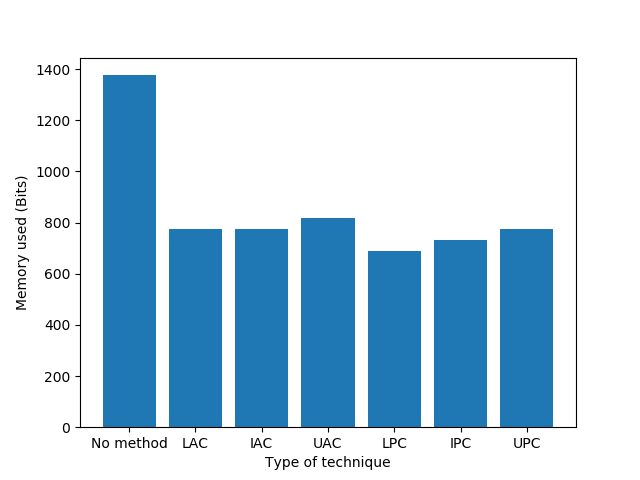 1400
1200
1000
800
600
400
200
0
Memory used (Bits)
No method LAC IAC UAC LPC IPC UPC
Type of technique